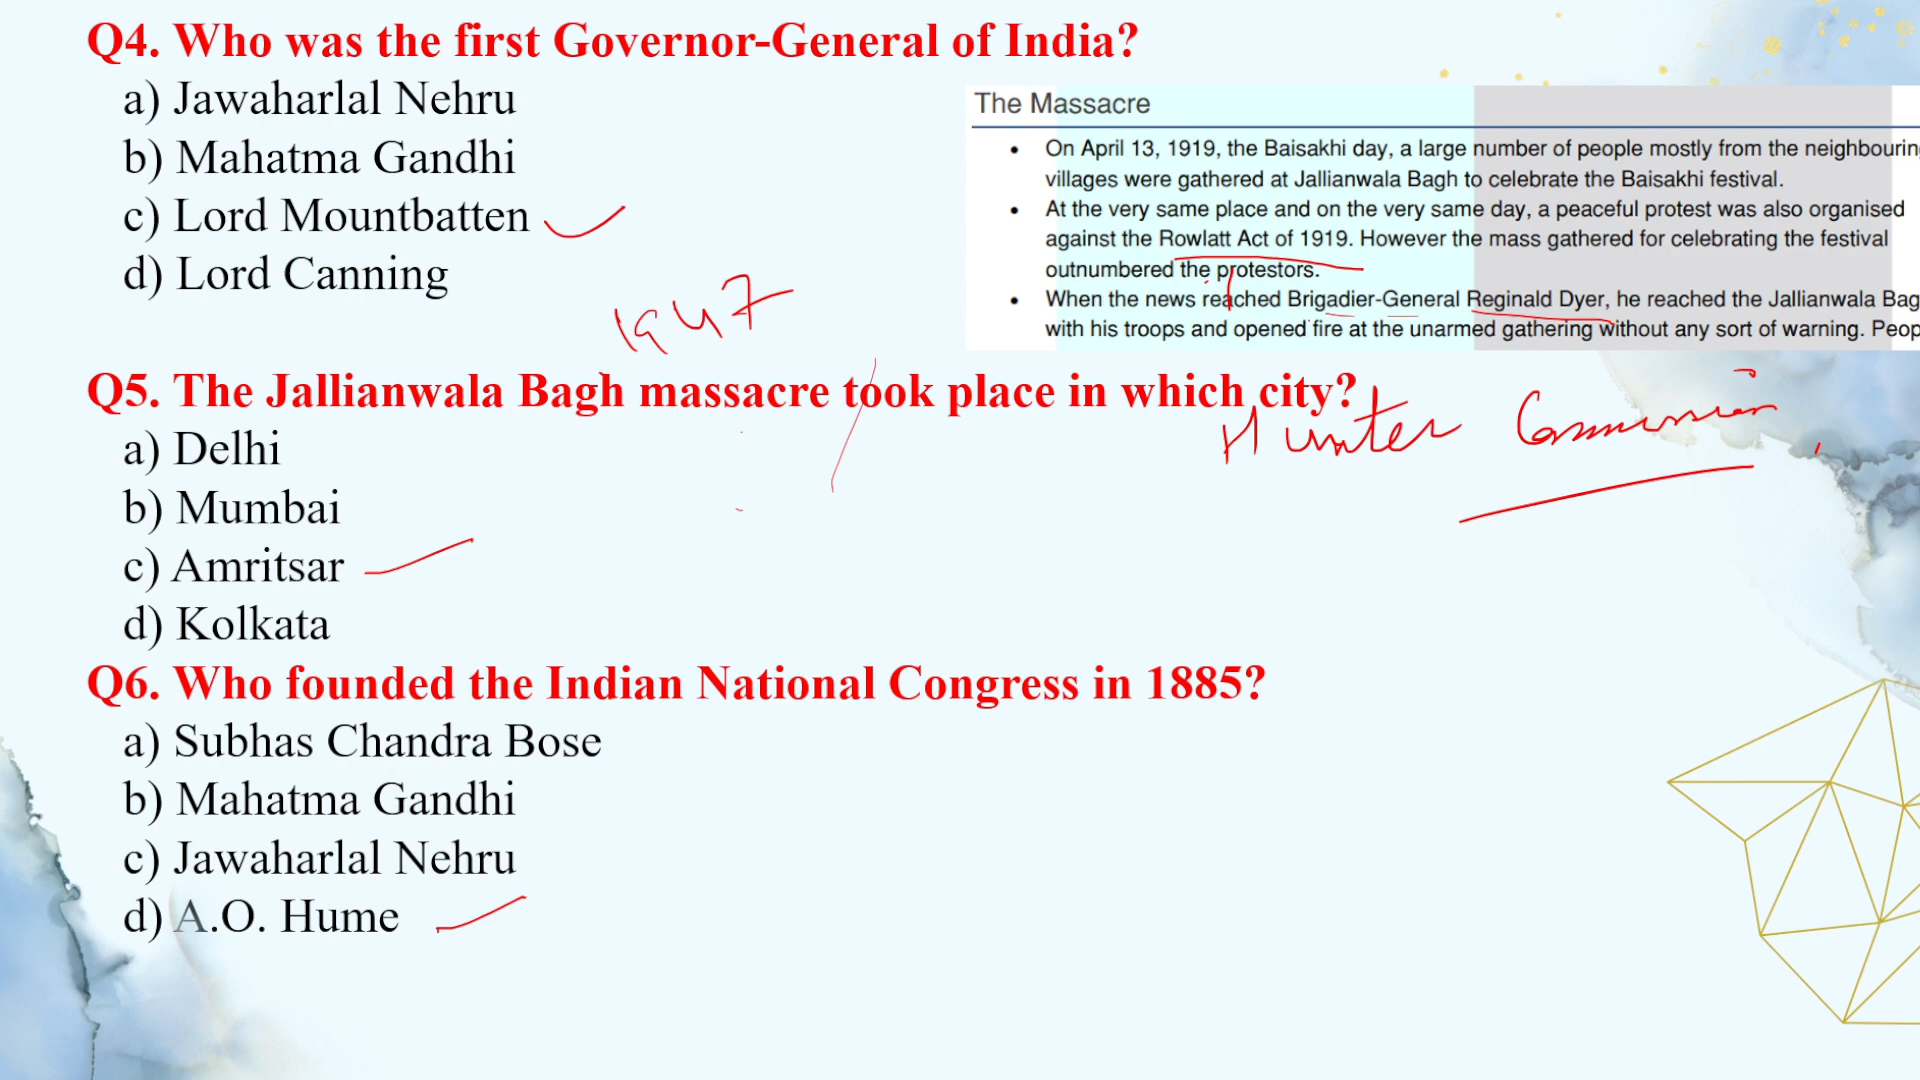 Q4. Who was the first Governor-General of India?
a) Jawaharlal Nehru
b) Mahatma Gandhi
c) Lord Mountbatten
d) Lord Canning
1947
The Massacre
• On April 13, 1919, the Baisakhi day, a large number of people mostly from the neighbourin
villages were gathered at Jallianwala Bagh to celebrate the Baisakhi festival.
• At the very same place and on the very same day, a peaceful protest was also organised
against the Rowlatt Act of 1919. However the mass gathered for celebrating the festival
outnumbered the protestors.
• When the news reached Brigadier-General Reginald Dyer, he reached the Jallianwala Bag
with his troops and opened fire at the unarmed gathering without any sort of warning. Peop
Q5. The Jallianwala Bagh massacre took place in which city?
Hunter Commission
a) Delhi
b) Mumbai
c) Amritsar
d) Kolkata
Q6. Who founded the Indian National Congress in 1885?
a) Subhas Chandra Bose
b) Mahatma Gandhi
c) Jawaharlal Nehru
d) A.O. Hume